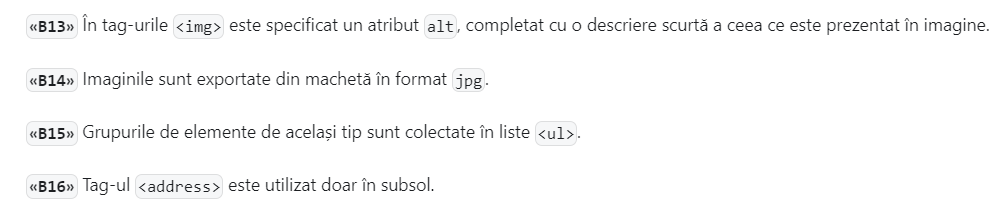 «B13» În tag-urile <img> este specificat un atribut alt, completat cu o descriere scurtă a ceea ce este prezentat în imagine.
«B14» Imaginile sunt exportate din machetă în format jpg.
«B15» Grupurile de elemente de același tip sunt colectate în liste <ul>.
«B16» Tag-ul <address> este utilizat doar în subsol.